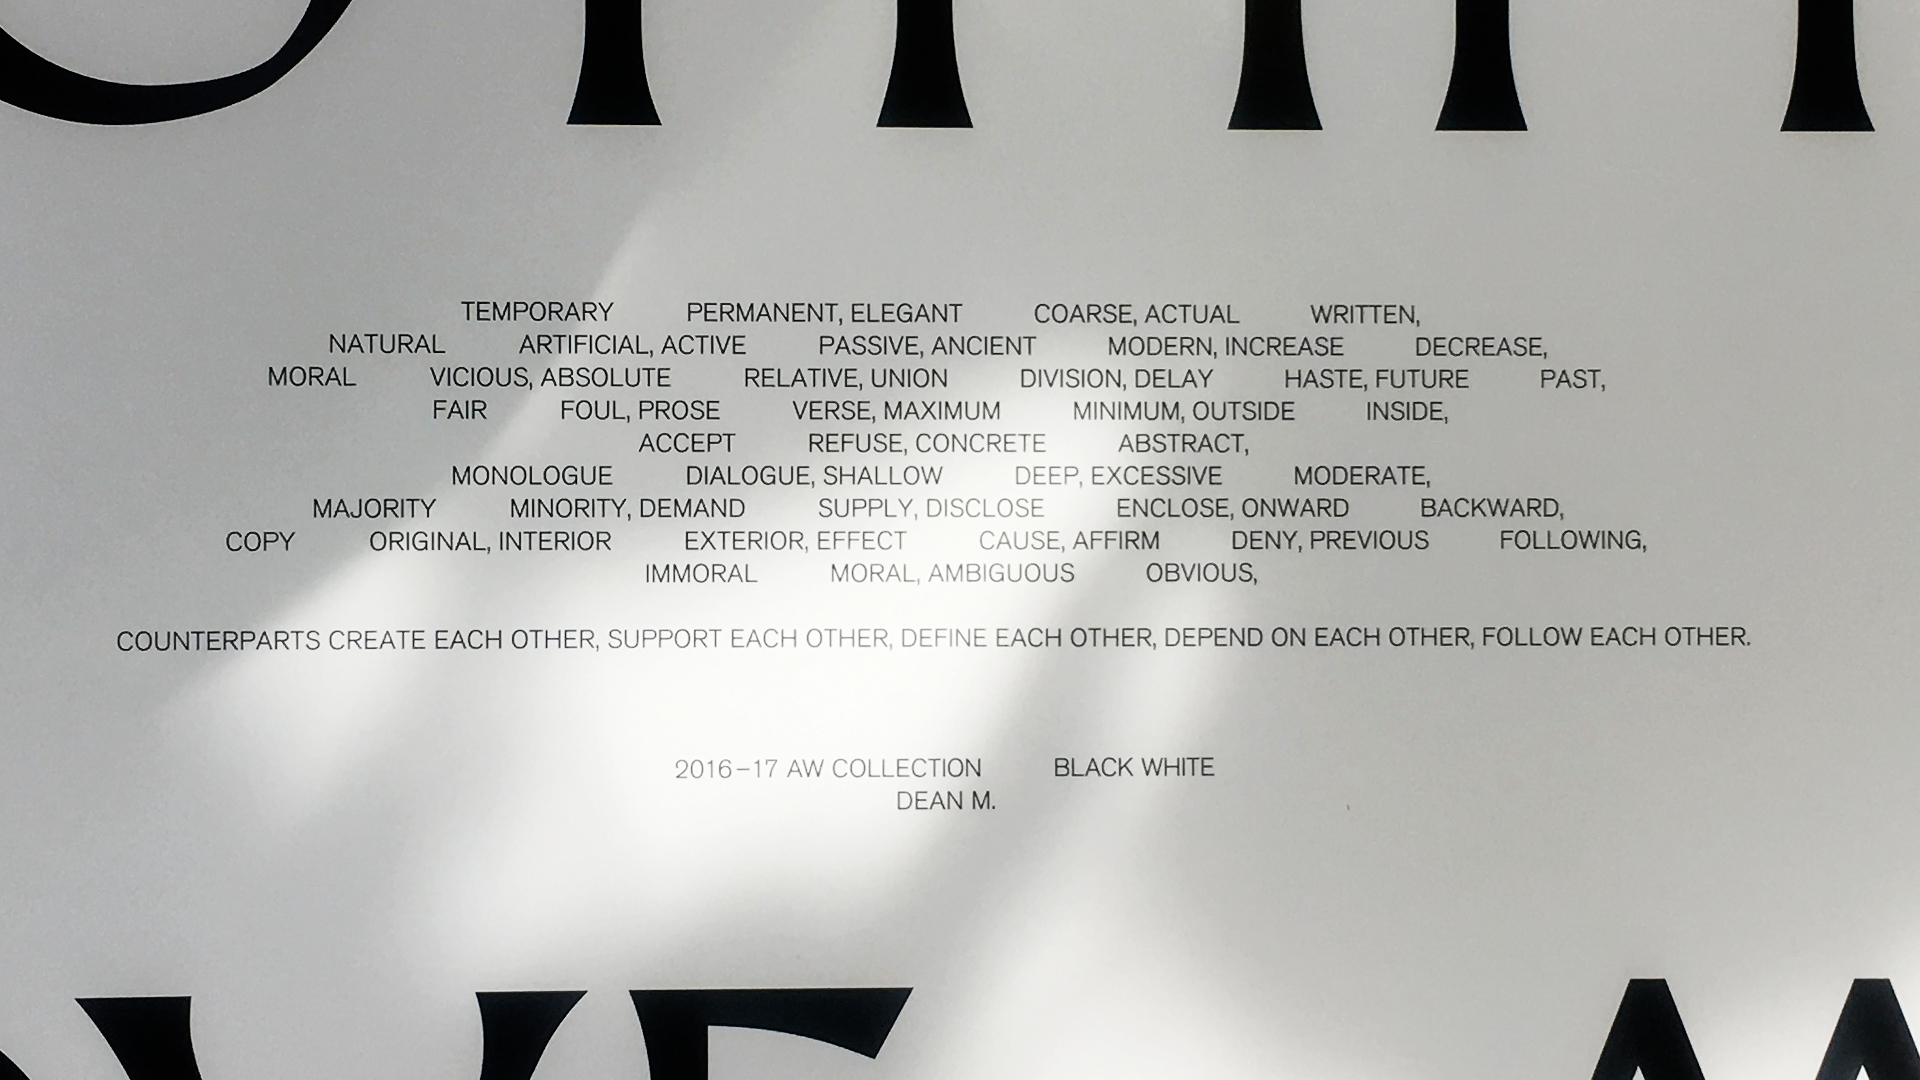 TEMPORARY PERMANENT, ELEGANT COARSE, ACTUAL WRITTEN,
NATURAL ARTIFICIAL, ACTIVE PASSIVE, ANCIENT MODERN, INCREASE DECREASE,
MORAL VICIOUS, ABSOLUTE RELATIVE, UNION DIVISION, DELAY HASTE, FUTURE PAST,
FAIR FOUL, PROSE VERSE, MAXIMUM MINIMUM, OUTSIDE INSIDE,
ACCEPT REFUSE, CONCRETE ABSTRACT,
MONOLOGUE DIALOGUE, SHALLOW DEEP, EXCESSIVE MODERATE,
MAJORITY MINORITY, DEMAND SUPPLY, DISCLOSE ENCLOSE, ONWARD BACKWARD,
COPY ORIGINAL, INTERIOR EXTERIOR, EFFECT CAUSE, AFFIRM DENY, PREVIOUS FOLLOWING,
IMMORAL MORAL, AMBIGUOUS OBVIOUS,
COUNTERPARTS CREATE EACH OTHER, SUPPORT EACH OTHER, DEFINE EACH OTHER, DEPEND ON EACH OTHER, FOLLOW EACH OTHER.
2016–17 AW COLLECTION BLACK WHITE
DEAN M.